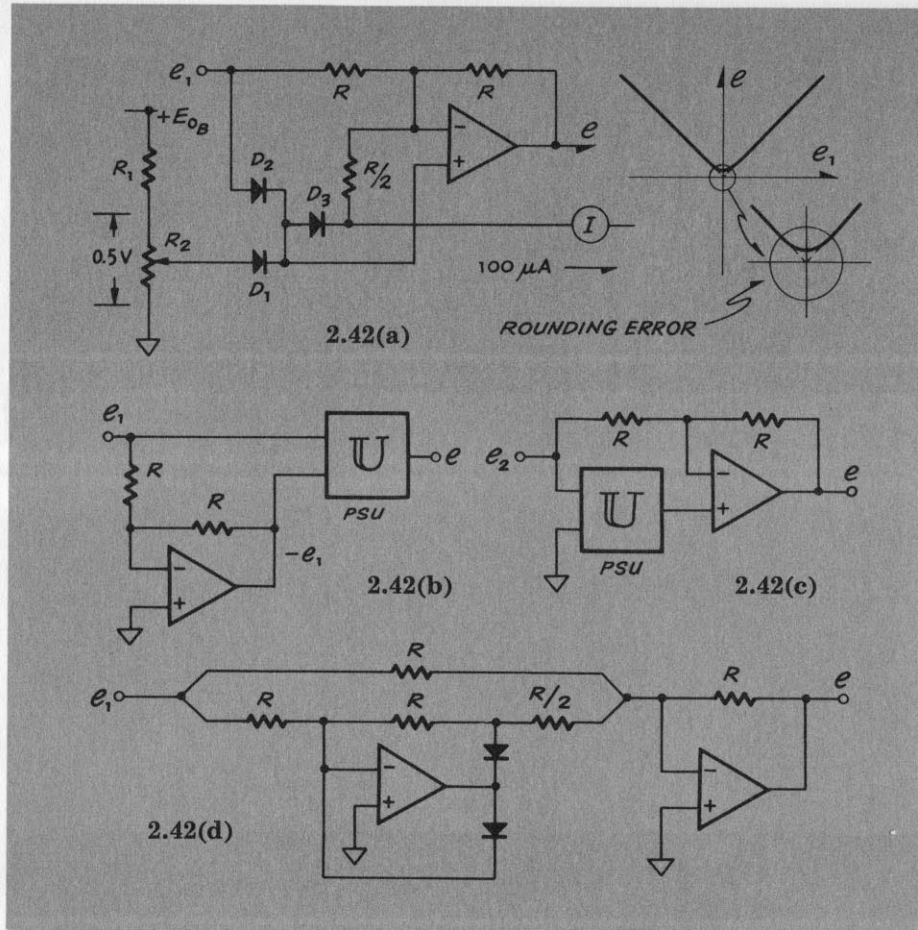 e₁
R
R
+E₀B
e
e
e₁
R₁
D₂
R/2
D₃
−
+
I
0.5 V
R₂
D₁
100 μA
2.42(a)
ROUNDING ERROR
e₁
R
R
U
e
PSU
−
+
−e₁
2.42(b)
R
R
e₂
U
−
+
e
PSU
2.42(c)
R
e₁
R
R
R/2
R
e
−
+
−
+
2.42(d)